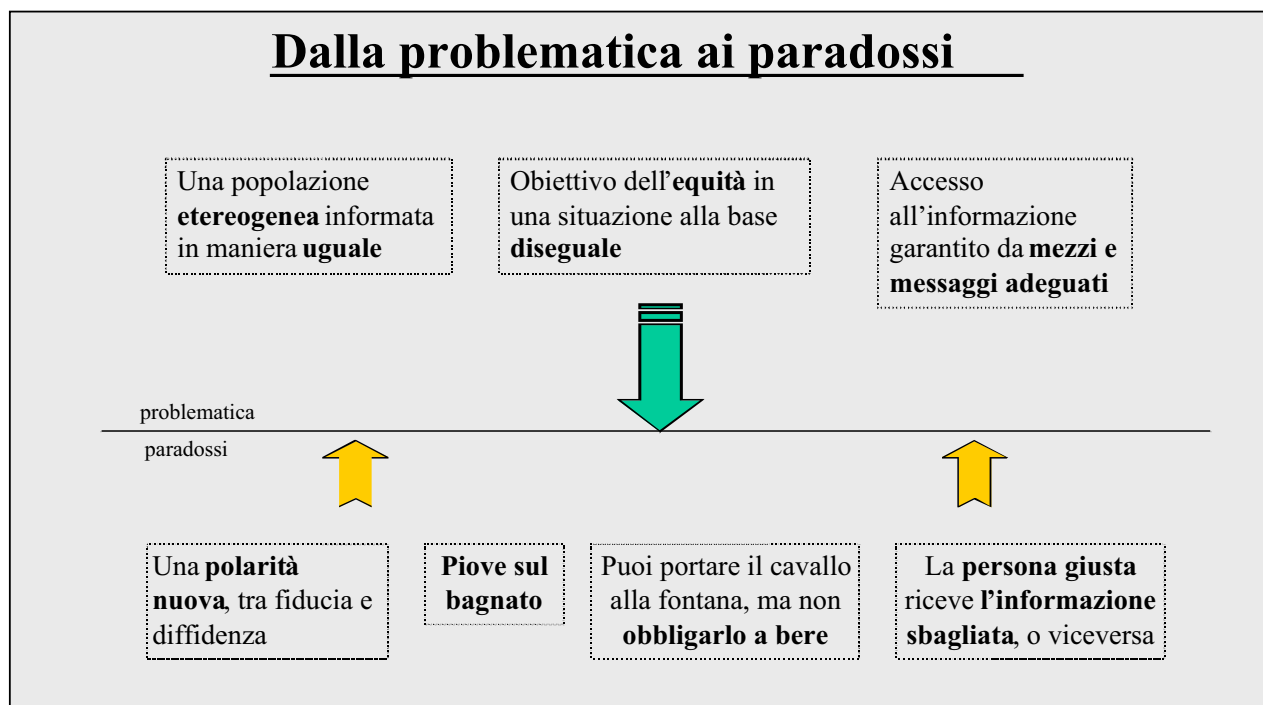 Dalla problematica ai paradossi
Una popolazione
etereogenea informata
in maniera uguale
Obiettivo dell'equità in
una situazione alla base
diseguale
Accesso
all'informazione
garantito da mezzi e
messaggi adeguati
problematica
paradossi
Una polarità
nuova, tra fiducia e
diffidenza
Piove sul
bagnato
Puoi portare il cavallo
alla fontana, ma non
obbligarlo a bere
La persona giusta
riceve l'informazione
sbagliata, o viceversa